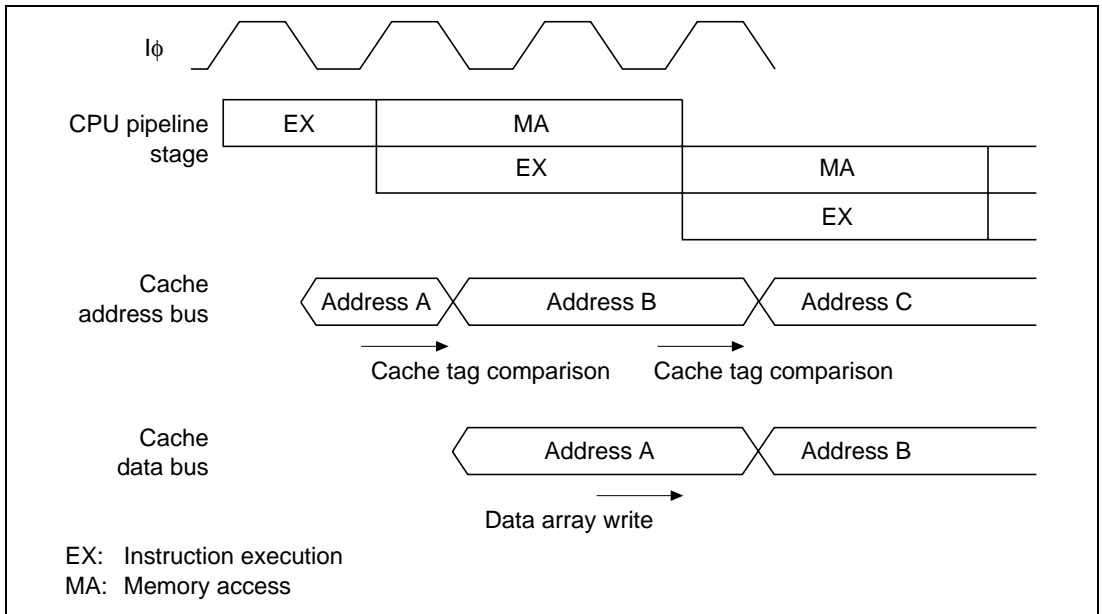 Iϕ
CPU pipeline
stage
EX
MA
EX
MA
EX
Cache
address bus
Address A
Address B
Address C
Cache tag comparison
Cache tag comparison
Cache
data bus
Address A
Address B
Data array write
EX: Instruction execution
MA: Memory access